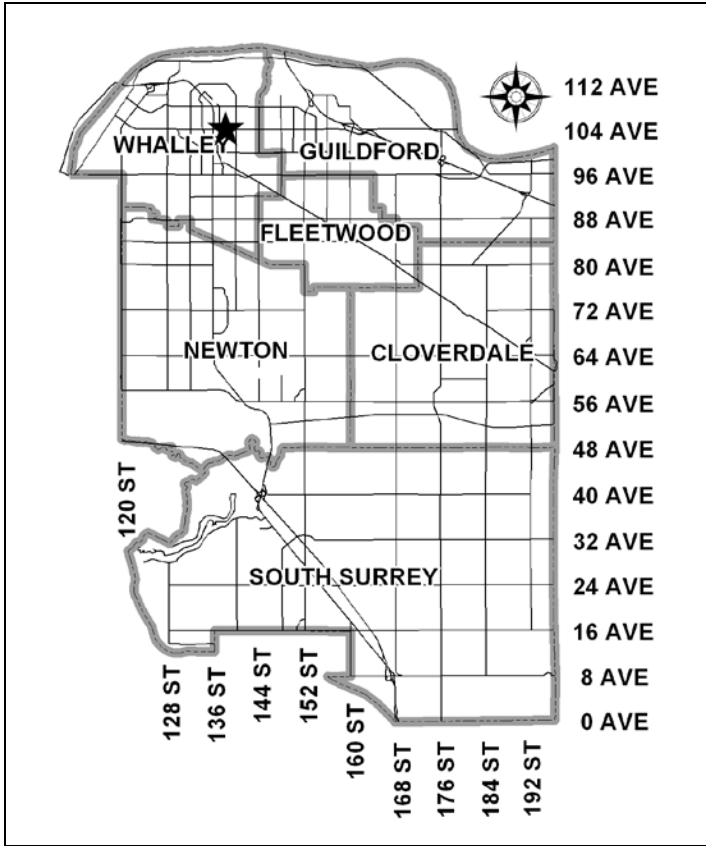 112 AVE
104 AVE
WHALLEY
GUILDFORD
96 AVE
88 AVE
FLEETWOOD
80 AVE
72 AVE
NEWTON
CLOVERDALE
64 AVE
56 AVE
48 AVE
120 ST
40 AVE
32 AVE
SOUTH SURREY
24 AVE
16 AVE
128 ST
136 ST
144 ST
152 ST
160 ST
8 AVE
0 AVE
168 ST
176 ST
184 ST
192 ST